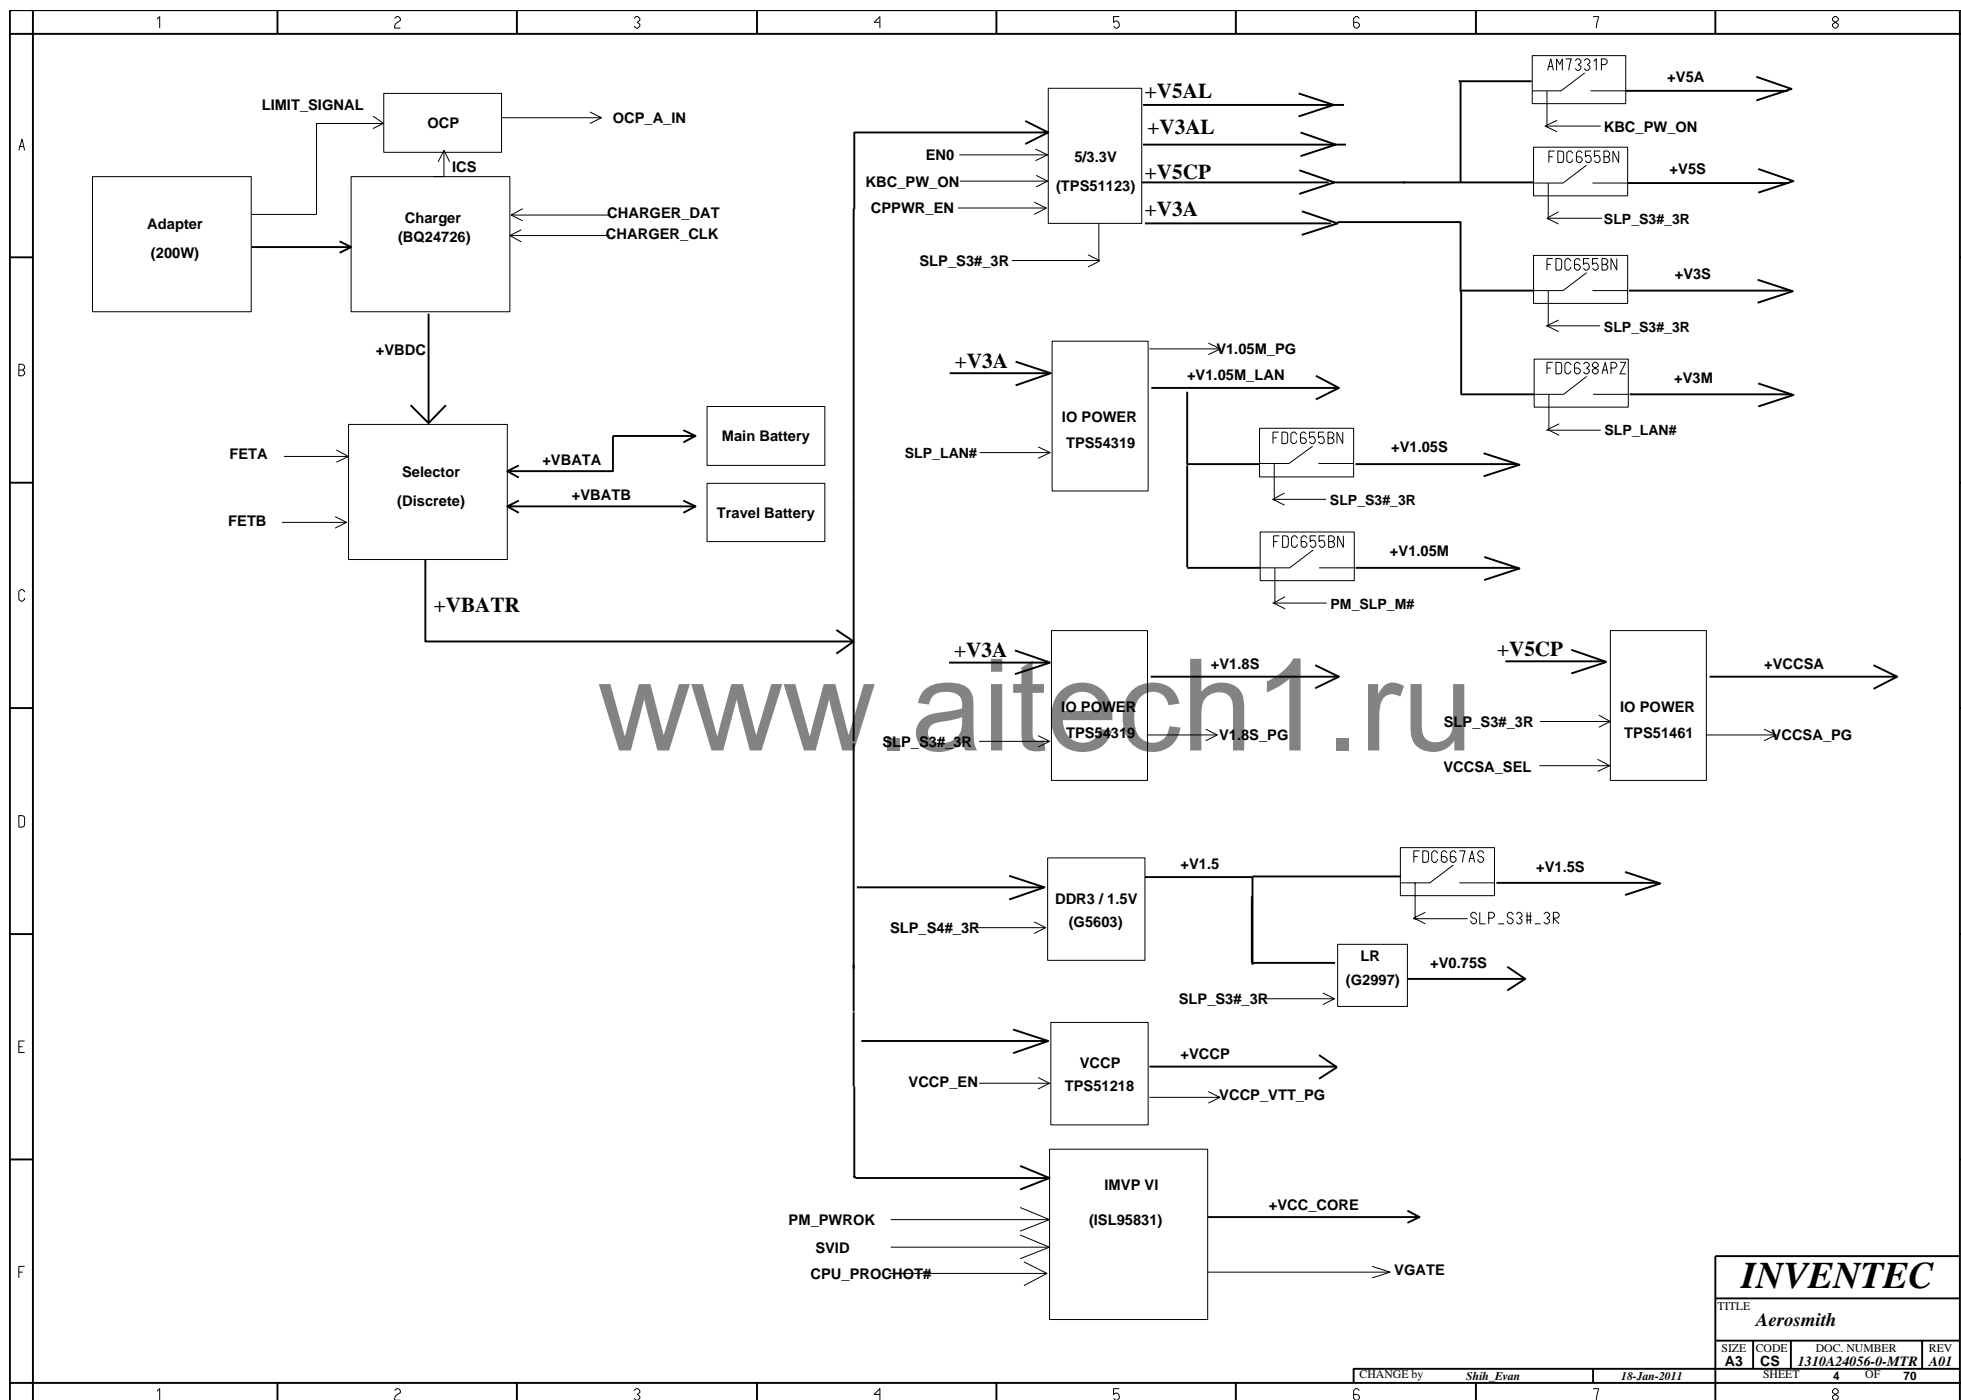 1 2 3 4 5 6 7 8
A
B
C
D
E
F
LIMIT_SIGNAL
OCP
OCP_A_IN
ICS
Adapter
(200W)
Charger
(BQ24726)
CHARGER_DAT
CHARGER_CLK
+VBDC
FETA
FETB
Selector
(Discrete)
+VBATA
+VBATB
Main Battery
Travel Battery
+VBATR
EN0
KBC_PW_ON
CPPWR_EN
SLP_S3#_3R
5/3.3V
(TPS51123)
+V5AL
+V3AL
+V5CP
+V3A
AM7331P
+V5A
KBC_PW_ON
FDC655BN
+V5S
SLP_S3#_3R
FDC655BN
+V3S
SLP_S3#_3R
FDC638APZ
+V3M
SLP_LAN#
+V3A
SLP_LAN#
IO POWER
TPS54319
V1.05M_PG
+V1.05M_LAN
FDC655BN
+V1.05S
SLP_S3#_3R
FDC655BN
+V1.05M
PM_SLP_M#
+V3A
SLP_S3#_3R
IO POWER
TPS54319
+V1.8S
V1.8S_PG
+V5CP
SLP_S3#_3R
VCCSA_SEL
IO POWER
TPS51461
+VCCSA
VCCSA_PG
www.aitech1.ru
SLP_S4#_3R
DDR3 / 1.5V
(G5603)
+V1.5
FDC667AS
+V1.5S
SLP_S3#_3R
LR
(G2997)
+V0.75S
SLP_S3#_3R
VCCP_EN
VCCP
TPS51218
+VCCP
VCCP_VTT_PG
PM_PWROK
SVID
CPU_PROCHOT#
IMVP VI
(ISL95831)
+VCC_CORE
VGATE
INVENTEC
TITLE
Aerosmith
SIZE CODE DOC. NUMBER REV
A3 CS 1310A24056-0-MTR A01
CHANGE by Shih_Evan 18-Jan-2011 SHEET 4 OF 70
1 2 3 4 5 6 7 8